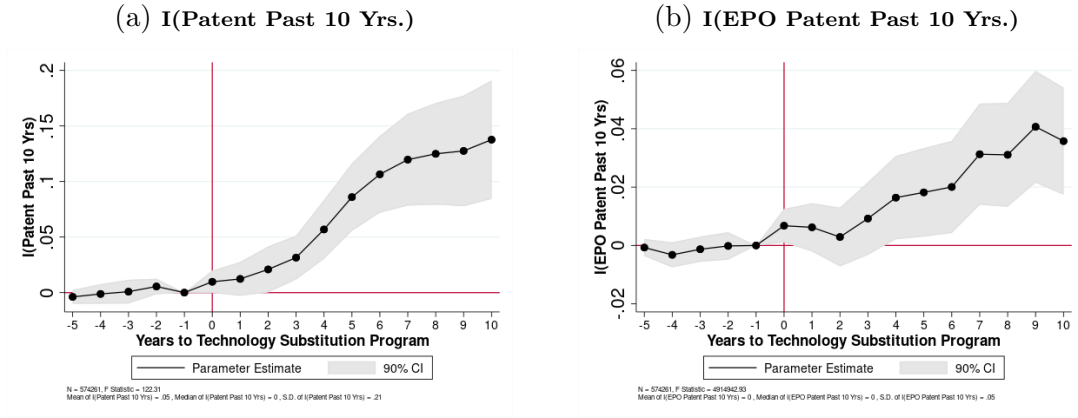 (a) I(Patent Past 10 Yrs.)
I(Patent Past 10 Yrs)
.2
.15
.1
.05
0
-5 -4 -3 -2 -1 0 1 2 3 4 5 6 7 8 9 10
Years to Technology Substitution Program
Parameter Estimate 90% CI
N = 574261, F Statistic = 122.31
Mean of I(Patent Past 10 Yrs) = .05 , Median of I(Patent Past 10 Yrs) = 0 , S.D. of I(Patent Past 10 Yrs) = .21
(b) I(EPO Patent Past 10 Yrs.)
I(EPO Patent Past 10 Yrs)
.06
.04
.02
0
-.02
-5 -4 -3 -2 -1 0 1 2 3 4 5 6 7 8 9 10
Years to Technology Substitution Program
Parameter Estimate 90% CI
N = 574261, F Statistic = 4914942.93
Mean of I(EPO Patent Past 10 Yrs) = 0 , Median of I(EPO Patent Past 10 Yrs) = 0 , S.D. of I(EPO Patent Past 10 Yrs) = .05